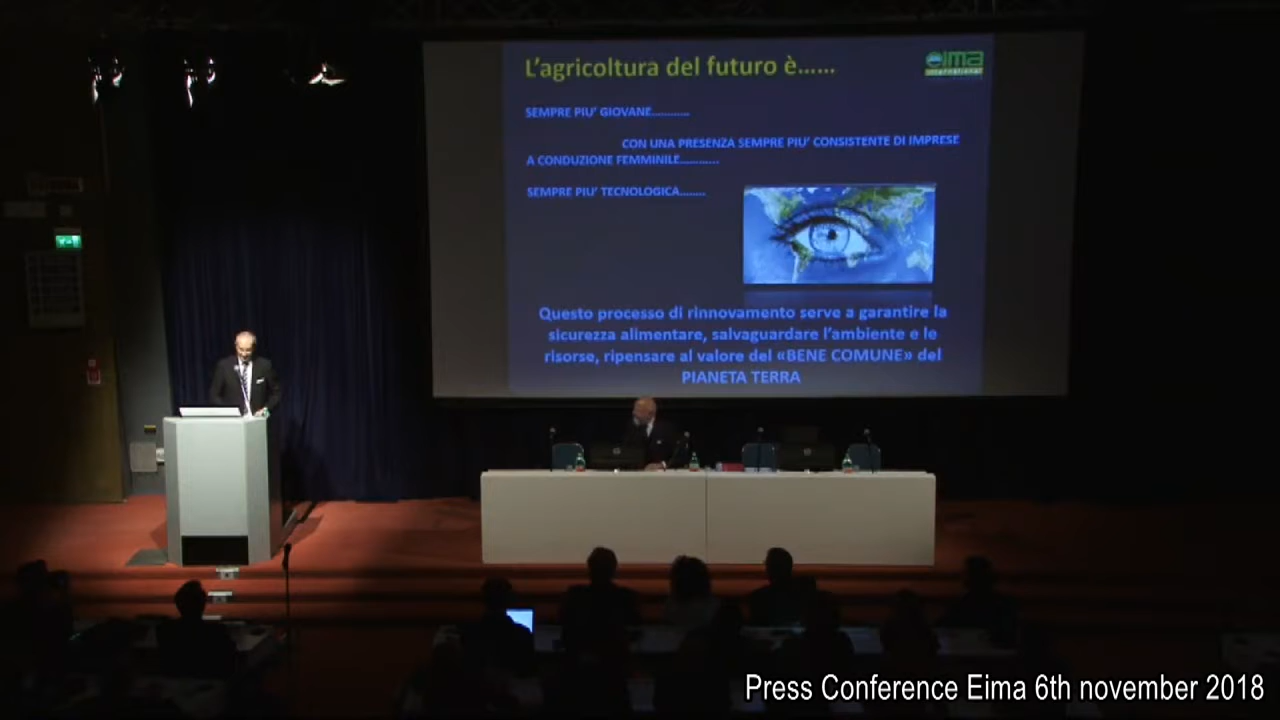 L'agricoltura del futuro è......
eima
international
SEMPRE PIU' GIOVANE...........
CON UNA PRESENZA SEMPRE PIU' CONSISTENTE DI IMPRESE
A CONDUZIONE FEMMINILE...........
SEMPRE PIU' TECNOLOGICA........
Questo processo di rinnovamento serve a garantire la
sicurezza alimentare, salvaguardare l'ambiente e le
risorse, ripensare al valore del «BENE COMUNE» del
PIANETA TERRA
Press Conference Eima 6th november 2018